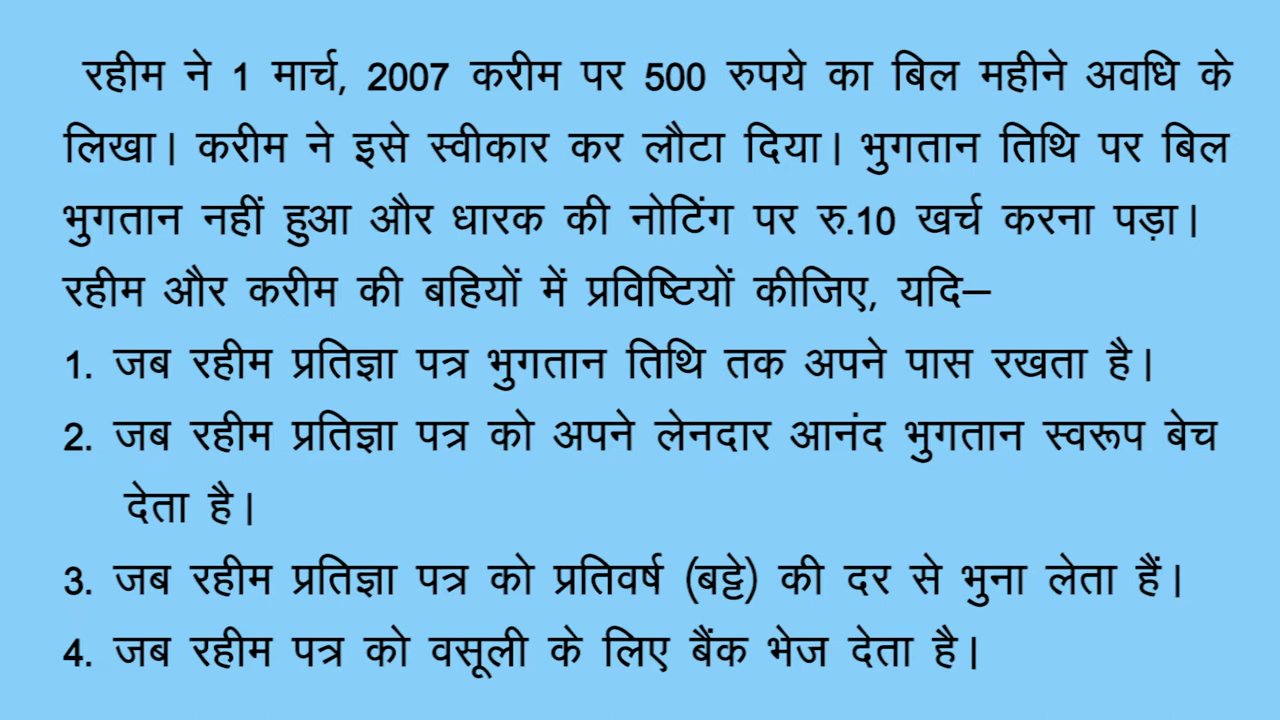 रहीम ने 1 मार्च, 2007 करीम पर 500 रुपये का बिल महीने अवधि के
लिखा। करीम ने इसे स्वीकार कर लौटा दिया। भुगतान तिथि पर बिल
भुगतान नहीं हुआ और धारक की नोटिंग पर रु.10 खर्च करना पड़ा।
रहीम और करीम की बहियों में प्रविष्टियों कीजिए, यदि–
1. जब रहीम प्रतिज्ञा पत्र भुगतान तिथि तक अपने पास रखता है।
2. जब रहीम प्रतिज्ञा पत्र को अपने लेनदार आनंद भुगतान स्वरूप बेच
देता है।
3. जब रहीम प्रतिज्ञा पत्र को प्रतिवर्ष (बट्टे) की दर से भुना लेता हैं।
4. जब रहीम पत्र को वसूली के लिए बैंक भेज देता है।